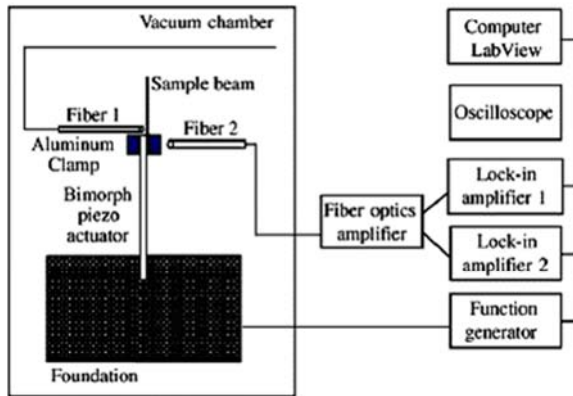 Vacuum chamber
Sample beam
Fiber 1
Fiber 2
Aluminum
Clamp
Bimorph
piezo
actuator
Foundation
Fiber optics
amplifier
Computer
LabView
Oscilloscope
Lock-in
amplifier 1
Lock-in
amplifier 2
Function
generator